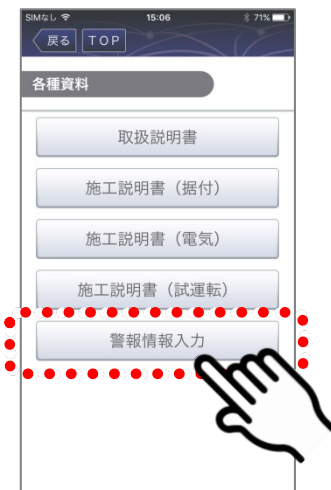 SIMなし 15:06 71%
戻る TOP
各種資料
取扱説明書
施工説明書（据付）
施工説明書（電気）
施工説明書（試運転）
警報情報入力